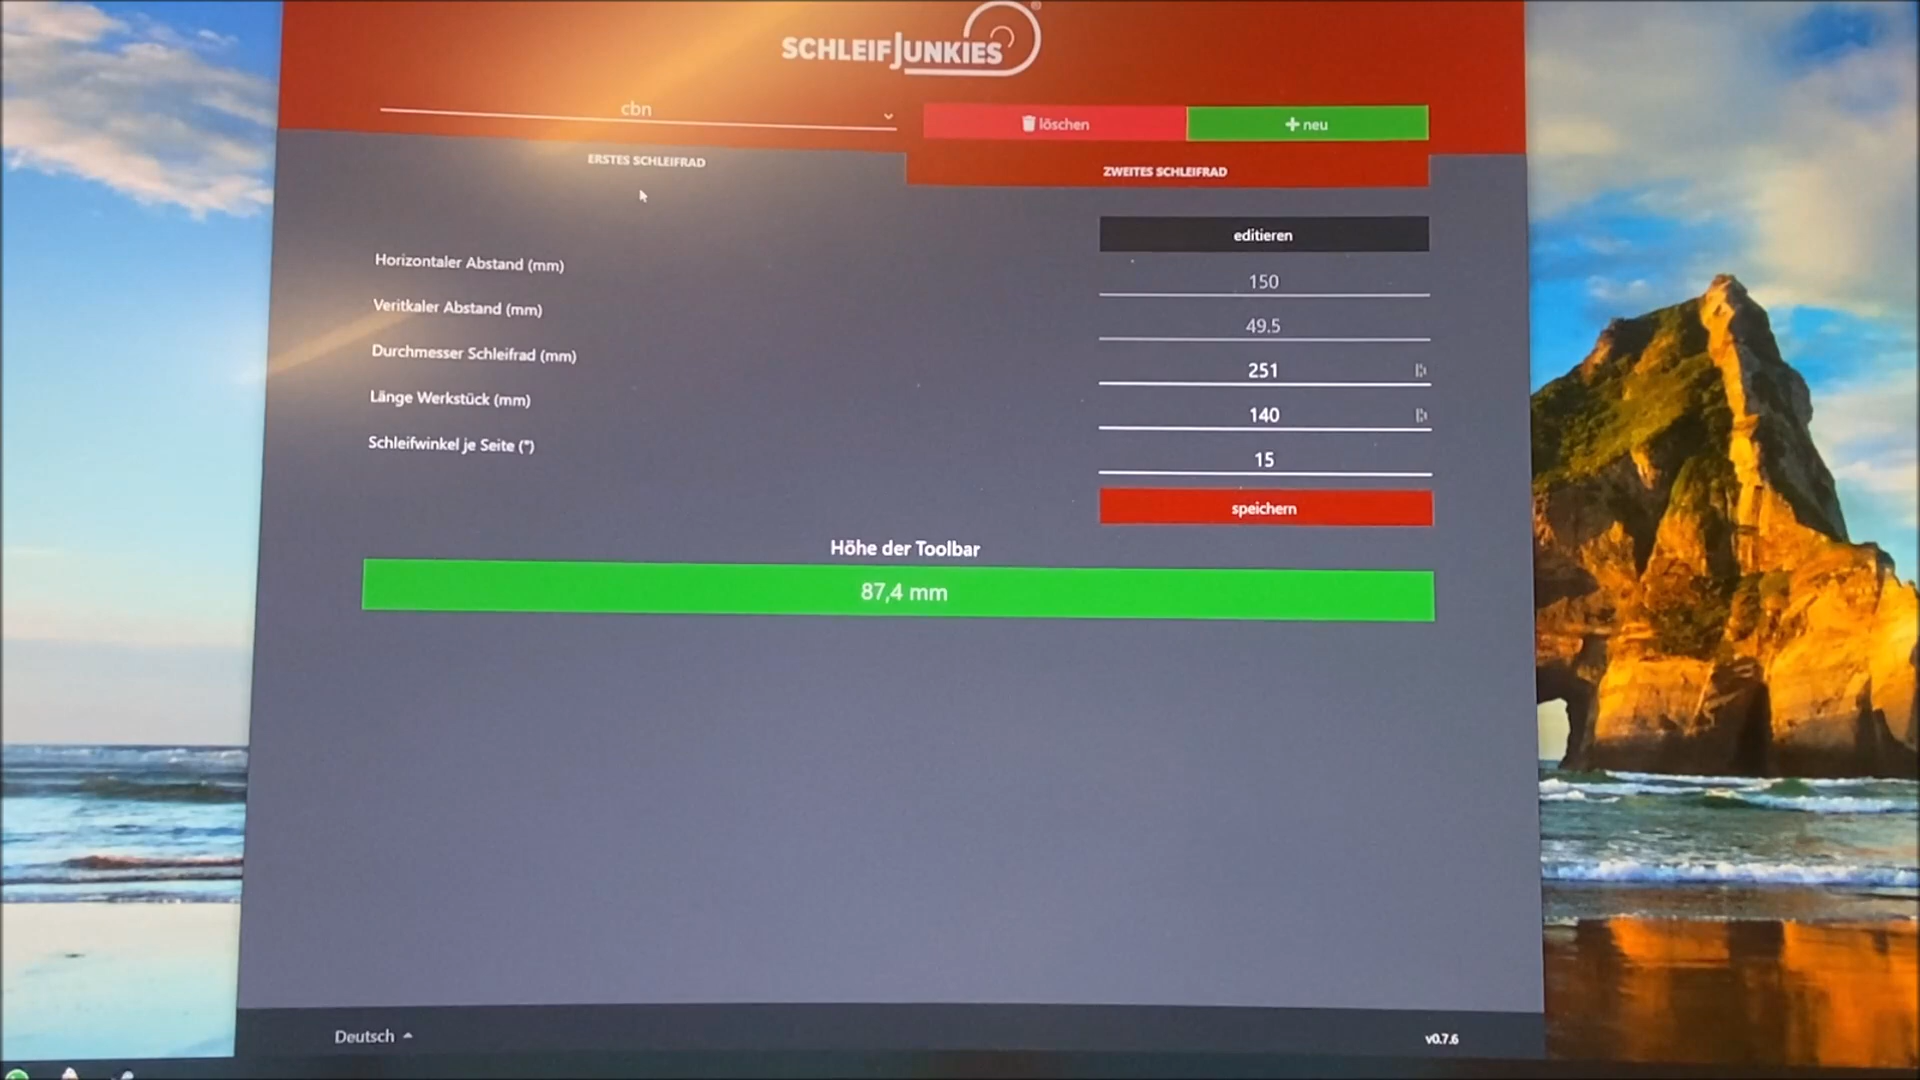 SCHLEIFJUNKIES®
cbn
löschen
+ neu
ERSTES SCHLEIFRAD
ZWEITES SCHLEIFRAD
editieren
Horizontaler Abstand (mm)
150
Veritkaler Abstand (mm)
49.5
Durchmesser Schleifrad (mm)
251
Länge Werkstück (mm)
140
Schleifwinkel je Seite (°)
15
speichern
Höhe der Toolbar
87,4 mm
Deutsch
v0.7.6